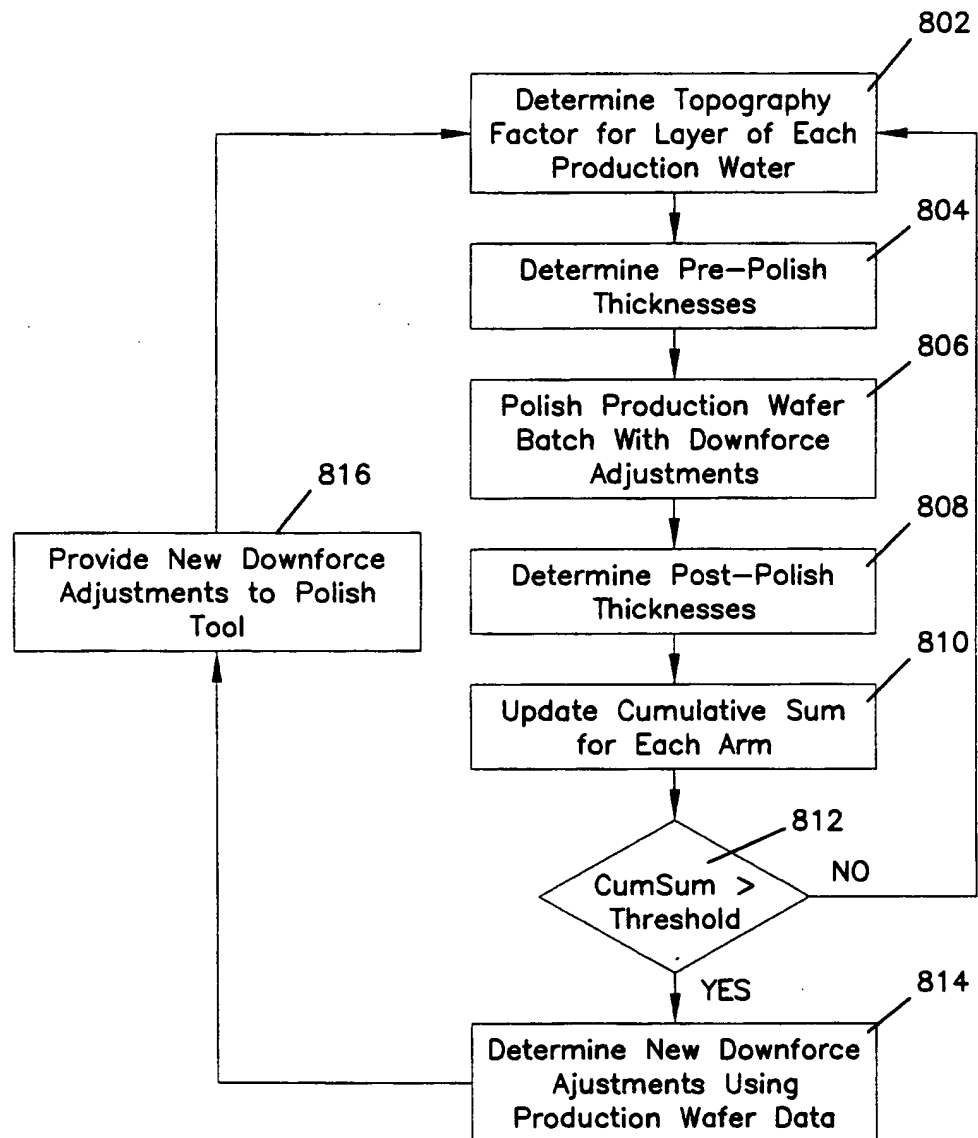 802
Determine Topography
Factor for Layer of Each
Production Water
804
Determine Pre-Polish
Thicknesses
806
Polish Production Wafer
Batch With Downforce
Adjustments
808
Determine Post-Polish
Thicknesses
810
Update Cumulative Sum
for Each Arm
812
CumSum >
Threshold
NO
YES
814
Determine New Downforce
Ajustments Using
Production Wafer Data
816
Provide New Downforce
Adjustments to Polish
Tool